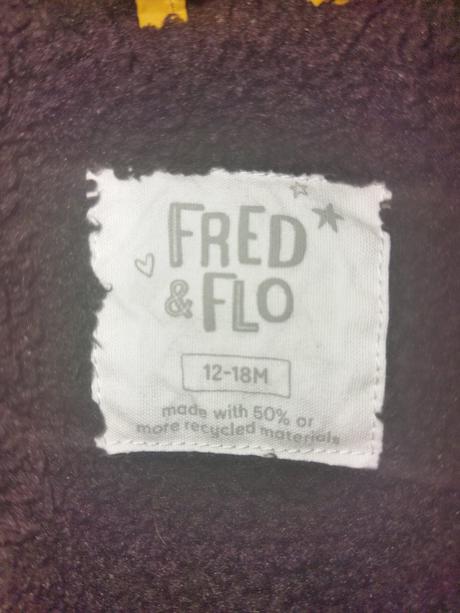 FRED
& FLO
12-18M
made with 50% or
more recycled materials